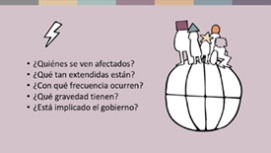 • ¿Quiénes se ven afectados?
• ¿Qué tan extendidas están?
• ¿Con qué frecuencia ocurren?
• ¿Qué gravedad tienen?
• ¿Está implicado el gobierno?